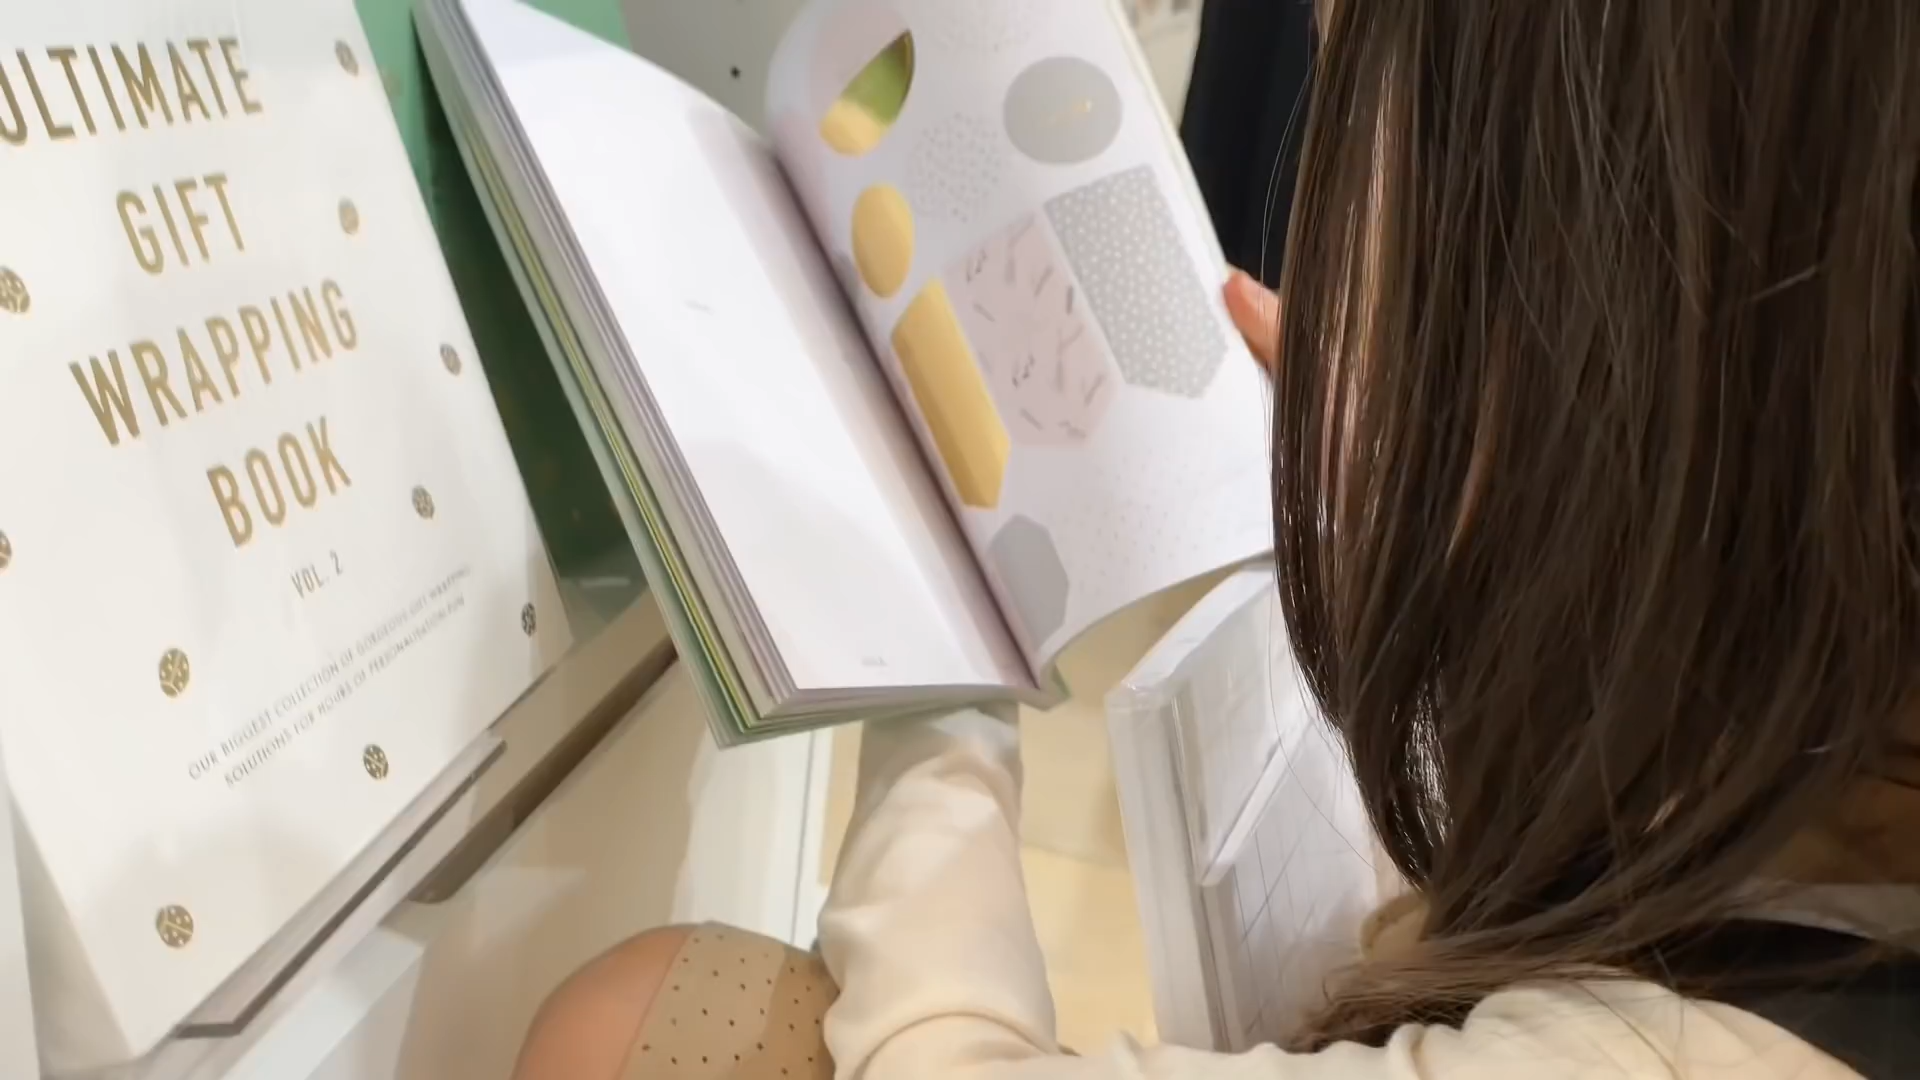 ULTIMATE
GIFT
WRAPPING
BOOK
VOL. 2
OUR BIGGEST COLLECTION OF GORGEOUS GIFT WRAPPING
SOLUTIONS FOR HOURS OF PERSONALISATION FUN